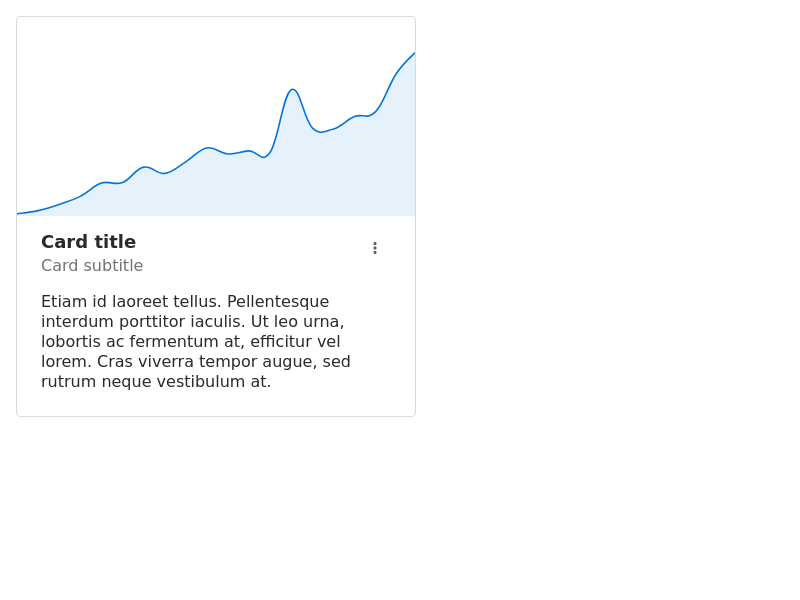 Card title
Card subtitle
Etiam id laoreet tellus. Pellentesque
interdum porttitor iaculis. Ut leo urna,
lobortis ac fermentum at, efficitur vel
lorem. Cras viverra tempor augue, sed
rutrum neque vestibulum at.